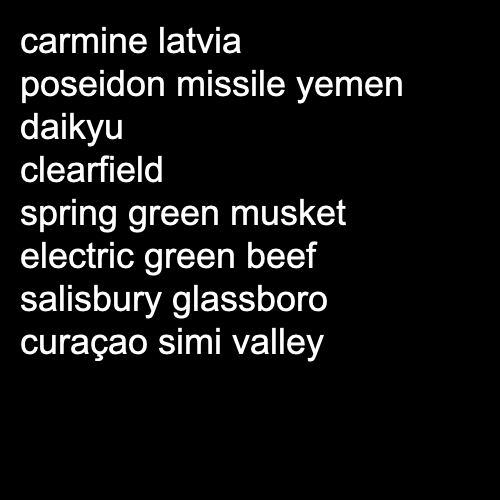 carmine latvia
poseidon missile yemen
daikyu
clearfield
spring green musket
electric green beef
salisbury glassboro
curaçao simi valley